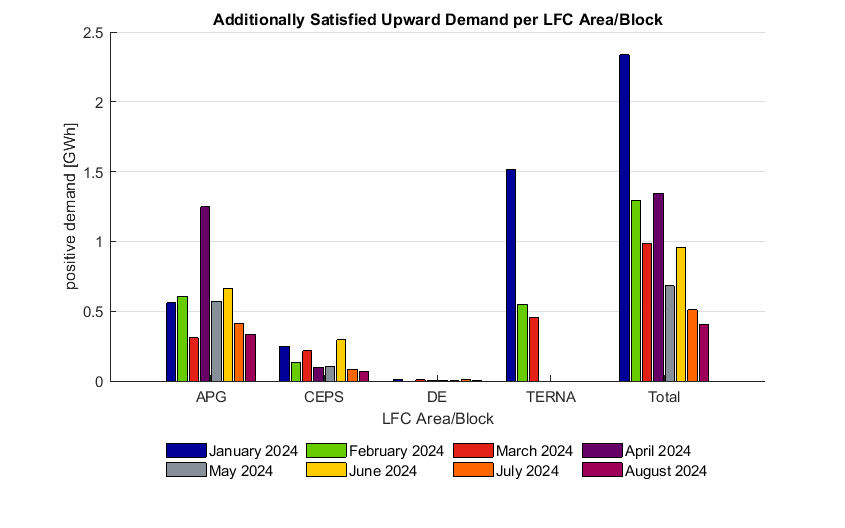 Additionally Satisfied Upward Demand per LFC Area/Block
positive demand [GWh]
2.5
2
1.5
1
0.5
0
APG CEPS DE TERNA Total
LFC Area/Block
January 2024 February 2024 March 2024 April 2024
May 2024 June 2024 July 2024 August 2024